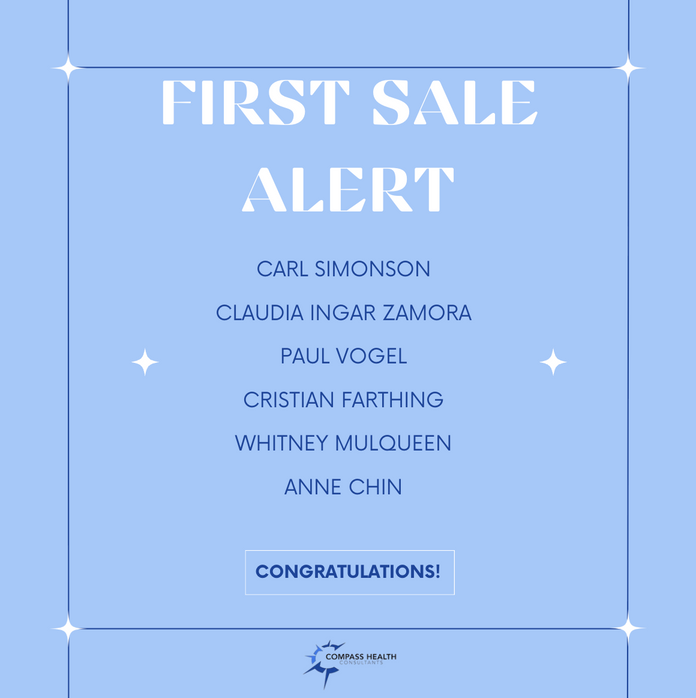 FIRST SALE
ALERT
CARL SIMONSON
CLAUDIA INGAR ZAMORA
PAUL VOGEL
CRISTIAN FARTHING
WHITNEY MULQUEEN
ANNE CHIN
CONGRATULATIONS!
COMPASS HEALTH
CONSULTANTS